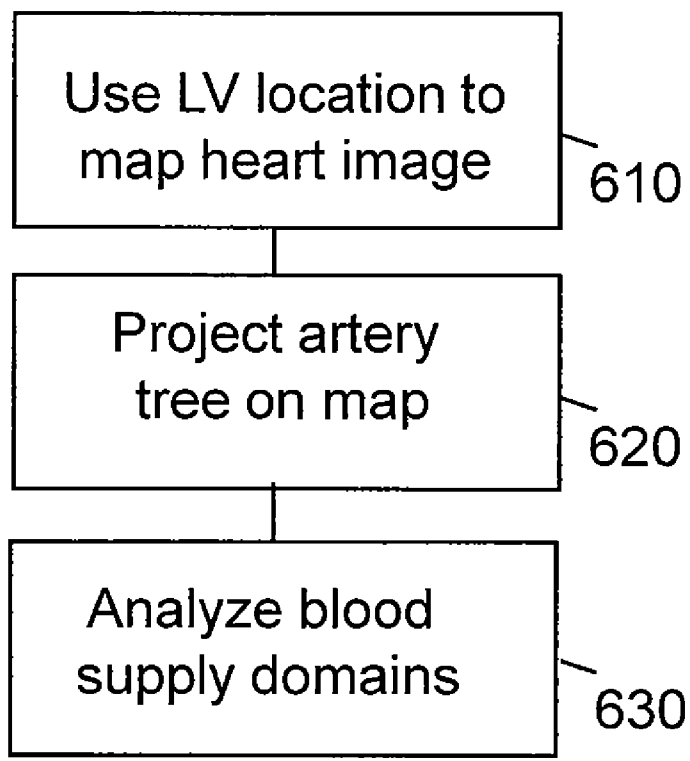 Use LV location to
map heart image
610
Project artery
tree on map
620
Analyze blood
supply domains
630